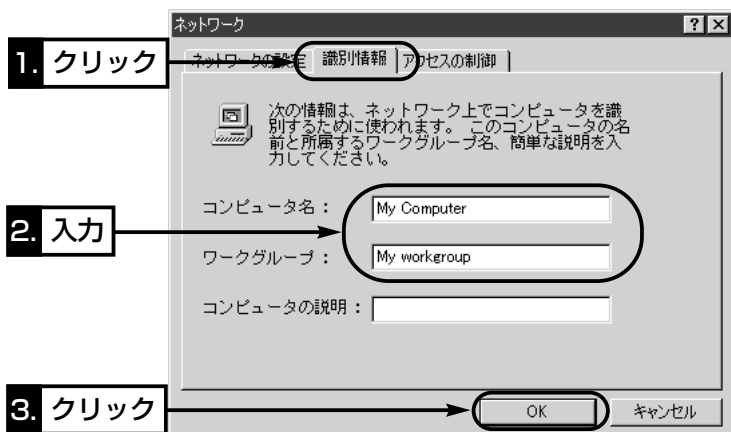 ネットワーク
1. クリック
ネットワークの設定 識別情報 アクセスの制御
次の情報は、ネットワーク上でコンピュータを識
別するために使われます。 このコンピュータの名
前と所属するワークグループ名、簡単な説明を入
力してください。
2. 入力
コンピュータ名：
My Computer
ワークグループ：
My workgroup
コンピュータの説明：
3. クリック
OK キャンセル